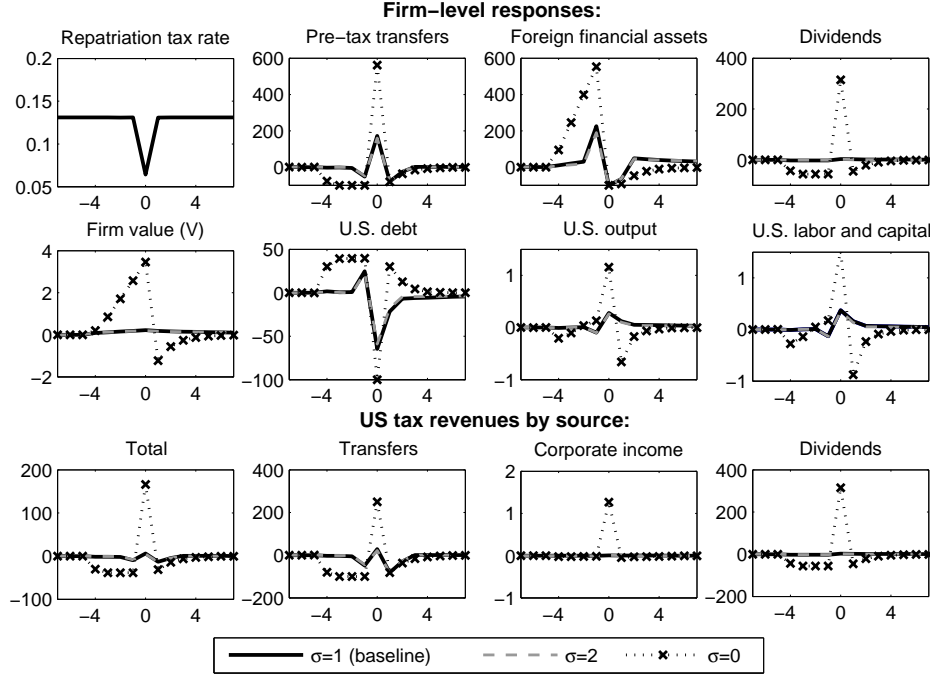 Firm−level responses:
Repatriation tax rate
Pre−tax transfers
Foreign financial assets
Dividends
0.2
0.15
0.1
0.05
−4 0 4
600
400
200
0
−4 0 4
600
400
200
0
−4 0 4
400
200
0
−4 0 4
Firm value (V)
U.S. debt
U.S. output
U.S. labor and capital
4
2
0
−2
−4 0 4
50
0
−50
−100
−4 0 4
1
0
−1
−4 0 4
1
0
−1
−4 0 4
US tax revenues by source:
Total
Transfers
Corporate income
Dividends
200
100
0
−100
−4 0 4
400
200
0
−200
−4 0 4
2
1
0
−1
−4 0 4
400
200
0
−200
−4 0 4
σ=1 (baseline)
σ=2
σ=0